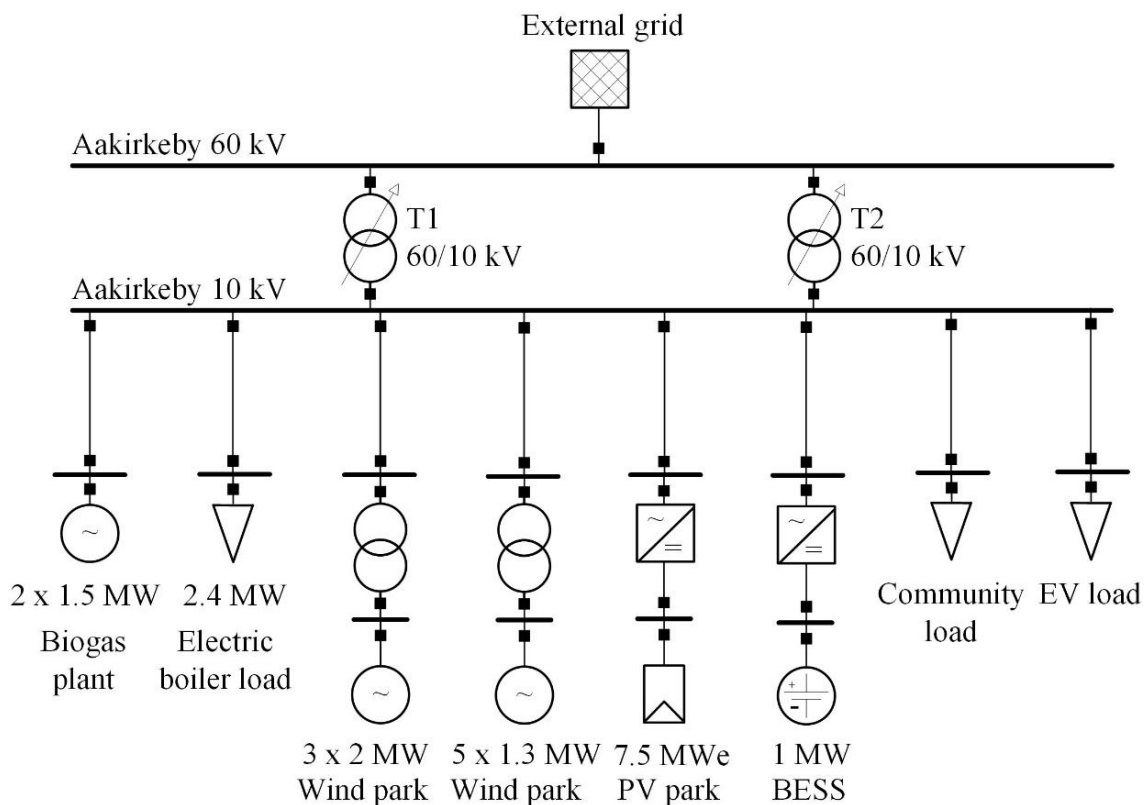 External grid
Aakirkeby 60 kV
T1
60/10 kV
T2
60/10 kV
Aakirkeby 10 kV
2 x 1.5 MW
Biogas
plant
2.4 MW
Electric
boiler load
3 x 2 MW
Wind park
5 x 1.3 MW
Wind park
7.5 MWe
PV park
1 MW
BESS
Community
load
EV load